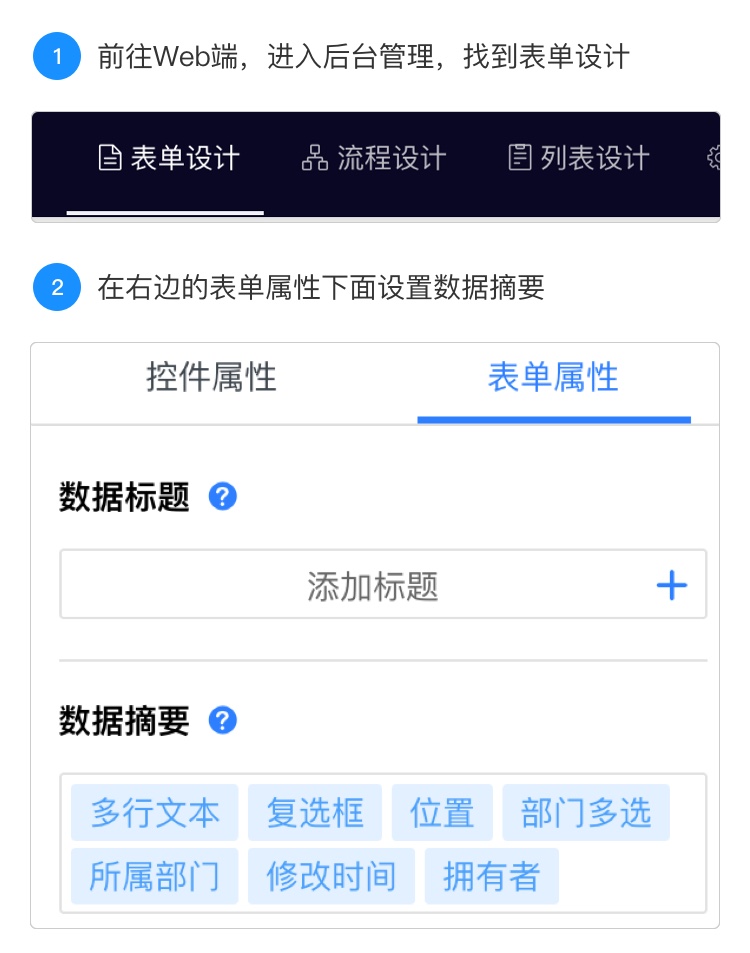 1 前往Web端，进入后台管理，找到表单设计
表单设计 流程设计 列表设计
2 在右边的表单属性下面设置数据摘要
控件属性 表单属性
数据标题 ?
添加标题 +
数据摘要 ?
多行文本 复选框 位置 部门多选
所属部门 修改时间 拥有者